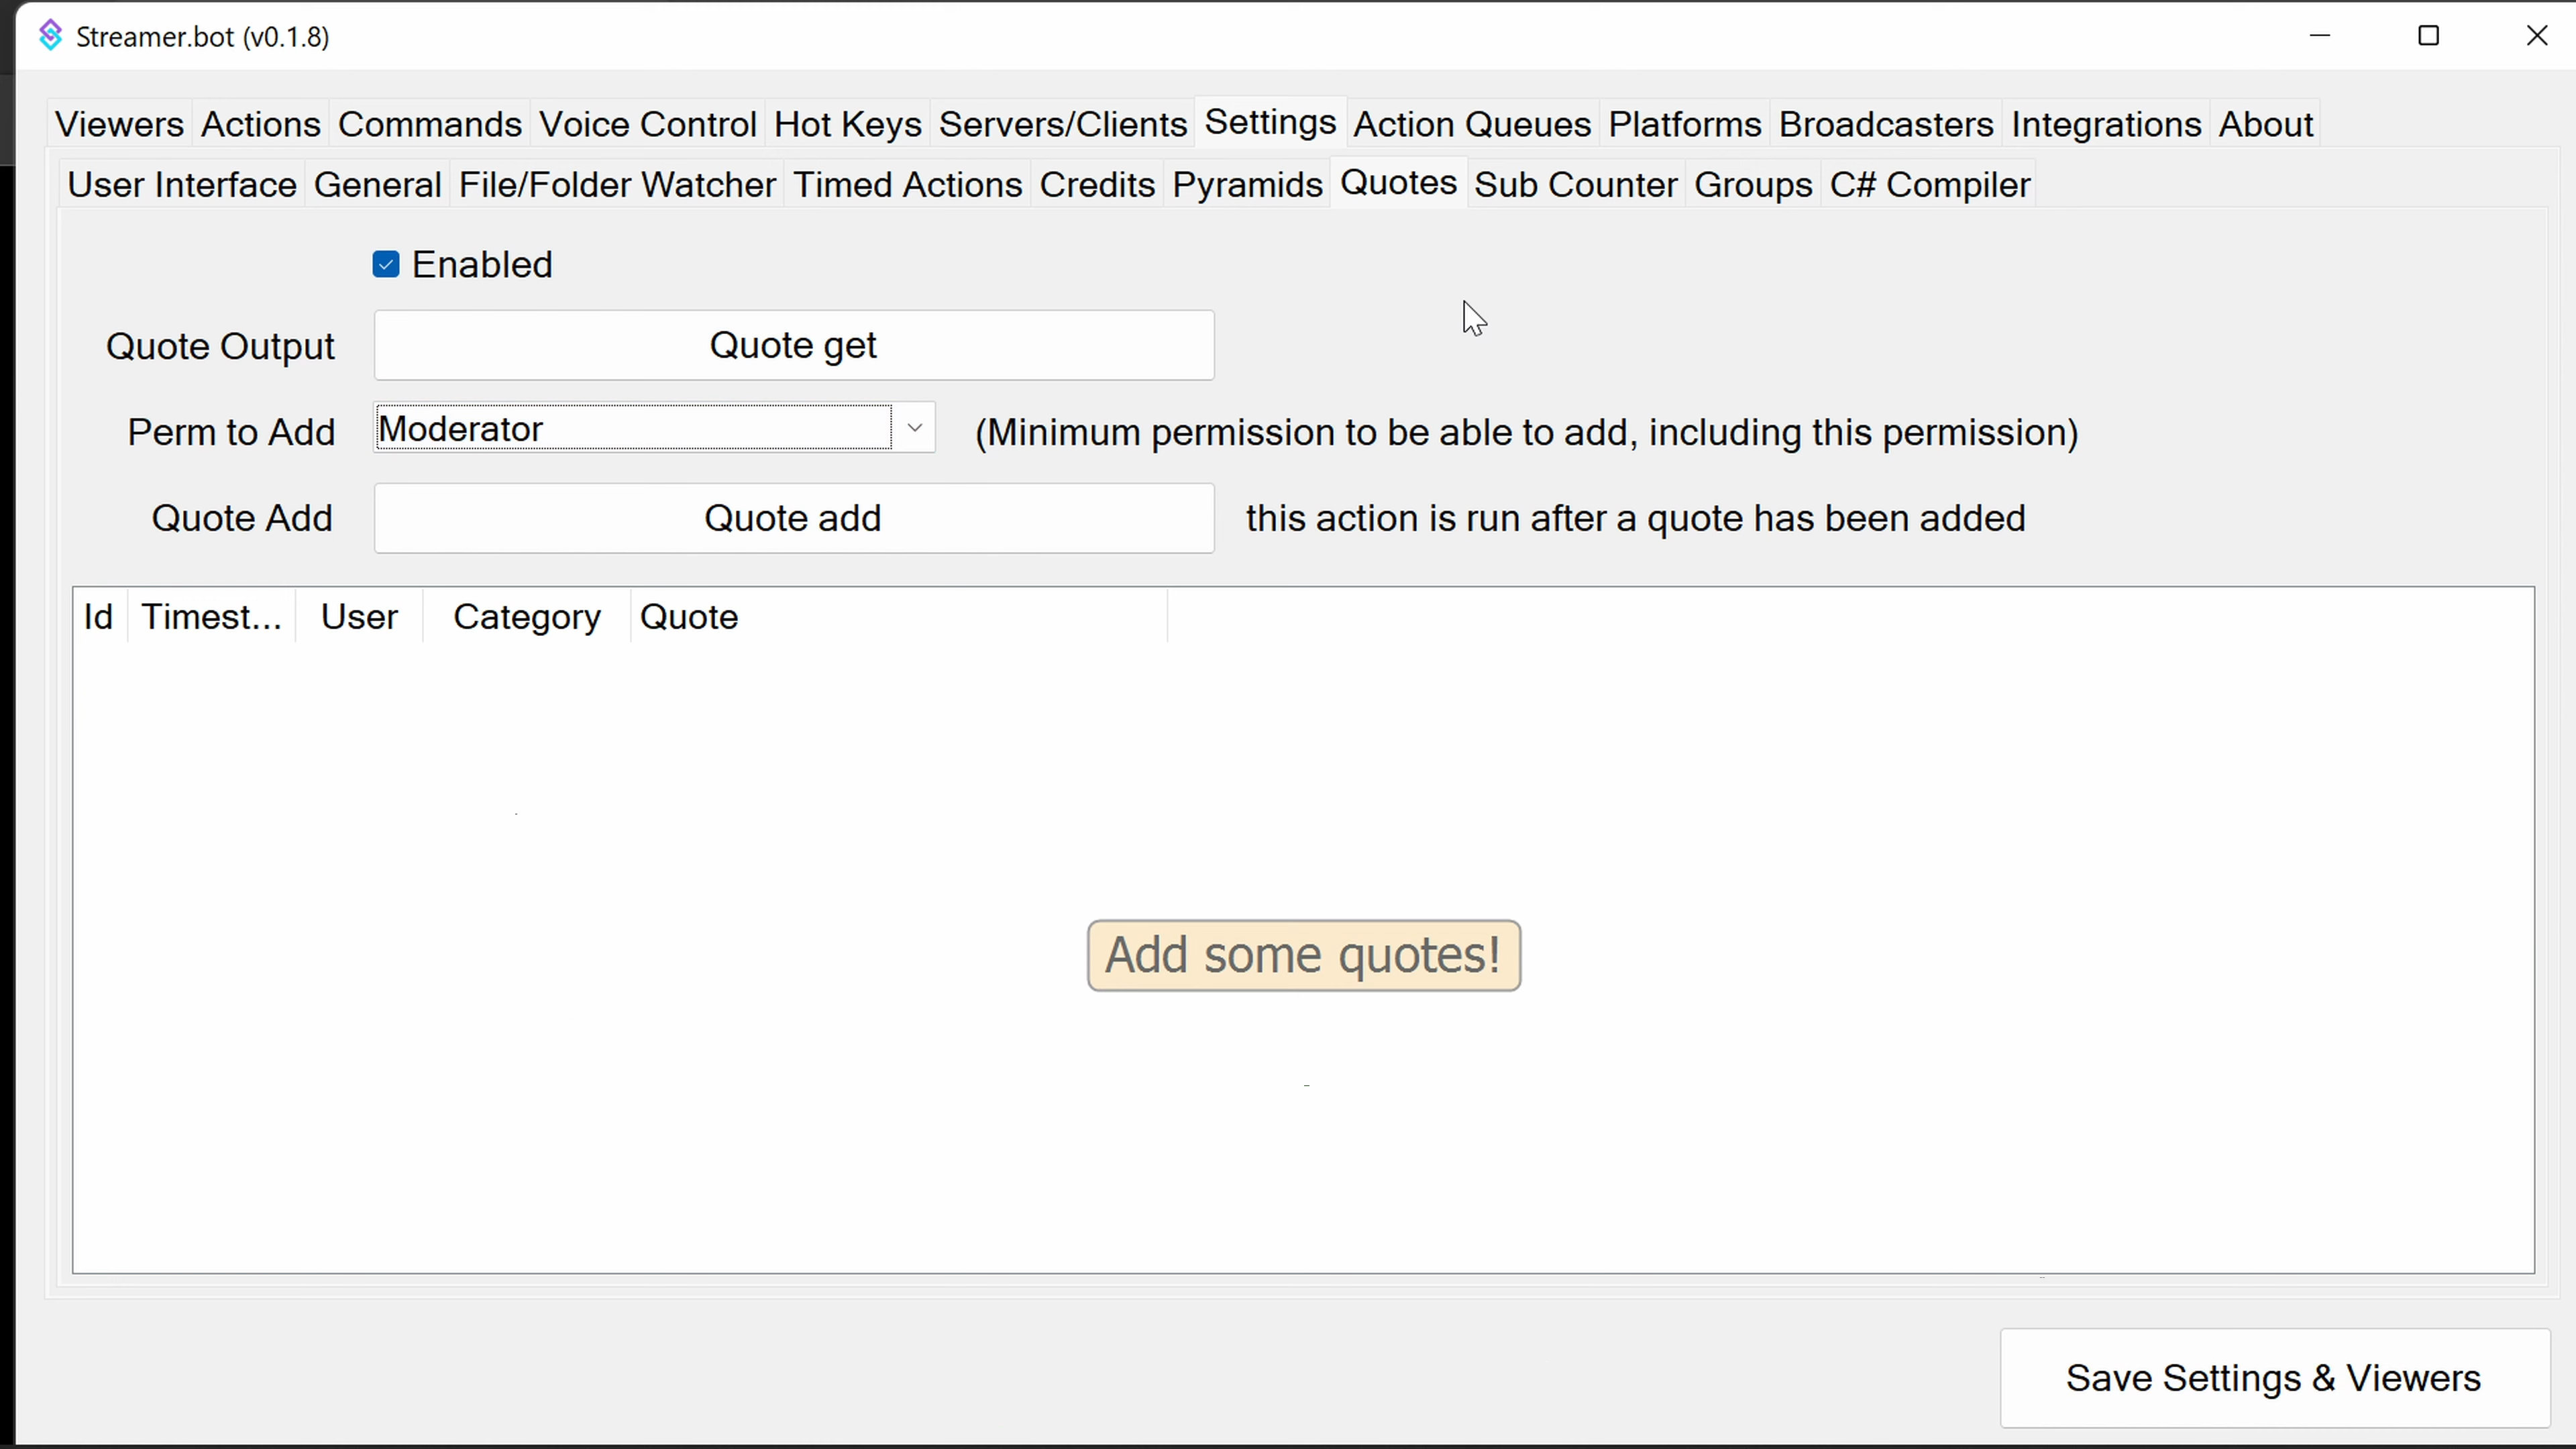 Streamer.bot (v0.1.8)
Viewers Actions Commands Voice Control Hot Keys Servers/Clients Settings Action Queues Platforms Broadcasters Integrations About
User Interface General File/Folder Watcher Timed Actions Credits Pyramids Quotes Sub Counter Groups C# Compiler
Enabled
Quote Output Quote get
Perm to Add Moderator (Minimum permission to be able to add, including this permission)
Quote Add Quote add this action is run after a quote has been added
Id Timest... User Category Quote
Add some quotes!
Save Settings & Viewers